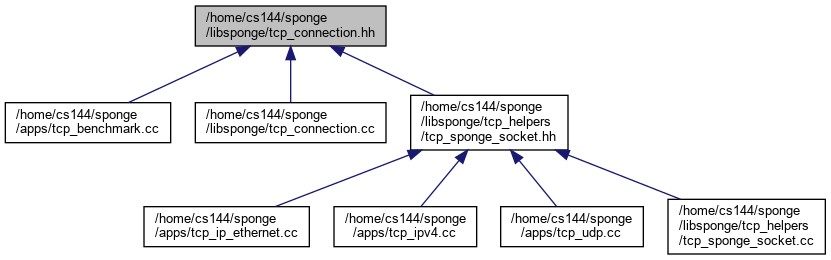 /home/cs144/sponge
/libsponge/tcp_connection.hh
/home/cs144/sponge
/apps/tcp_benchmark.cc
/home/cs144/sponge
/libsponge/tcp_connection.cc
/home/cs144/sponge
/libsponge/tcp_helpers
/tcp_sponge_socket.hh
/home/cs144/sponge
/apps/tcp_ip_ethernet.cc
/home/cs144/sponge
/apps/tcp_ipv4.cc
/home/cs144/sponge
/apps/tcp_udp.cc
/home/cs144/sponge
/libsponge/tcp_helpers
/tcp_sponge_socket.cc